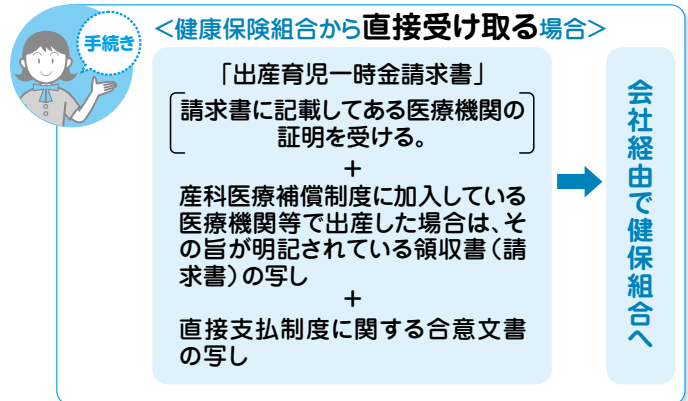 手続き
<健康保険組合から直接受け取る場合>
「出産育児一時金請求書」
請求書に記載してある医療機関の
証明を受ける。
+
産科医療補償制度に加入している
医療機関等で出産した場合は、そ
の旨が明記されている領収書(請
求書)の写し
+
直接支払制度に関する合意文書
の写し
会社経由で健保組合へ